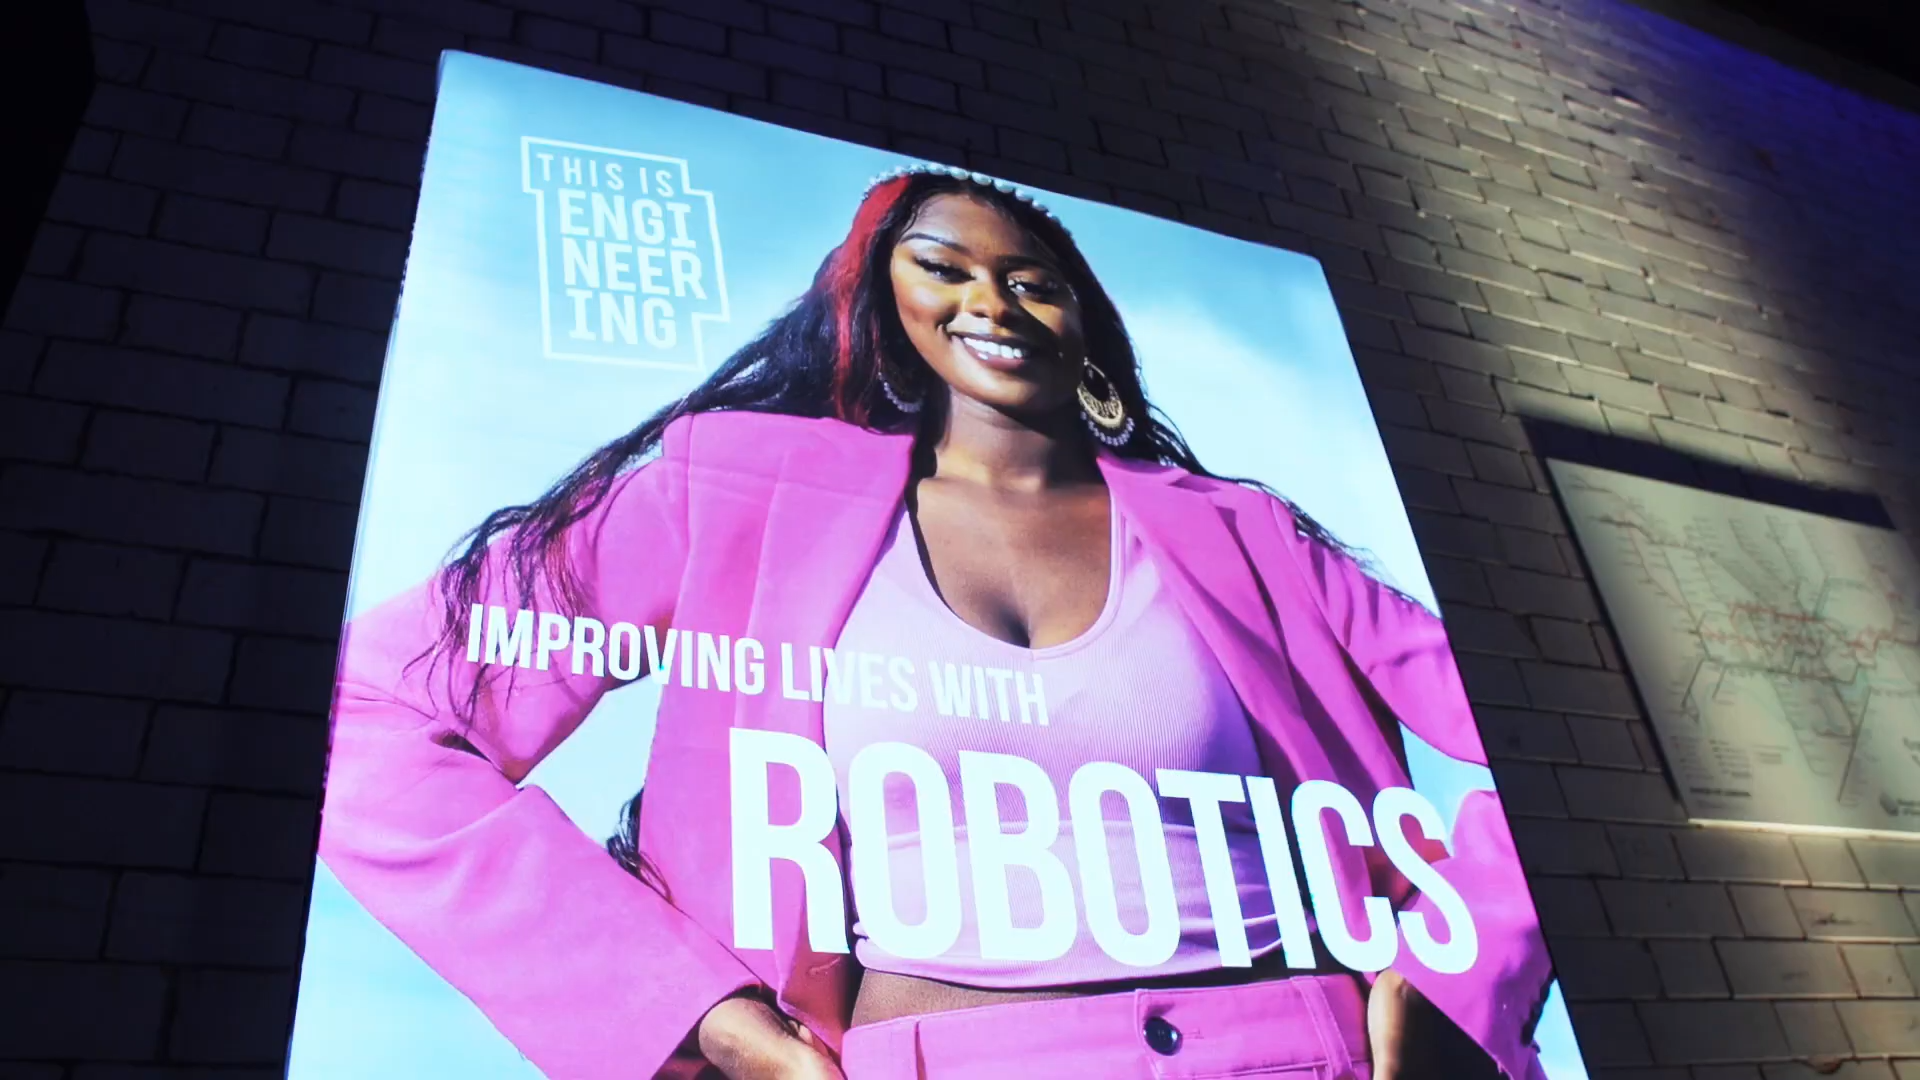 THIS IS
ENGI
NEER
ING
IMPROVING LIVES WITH
ROBOTICS